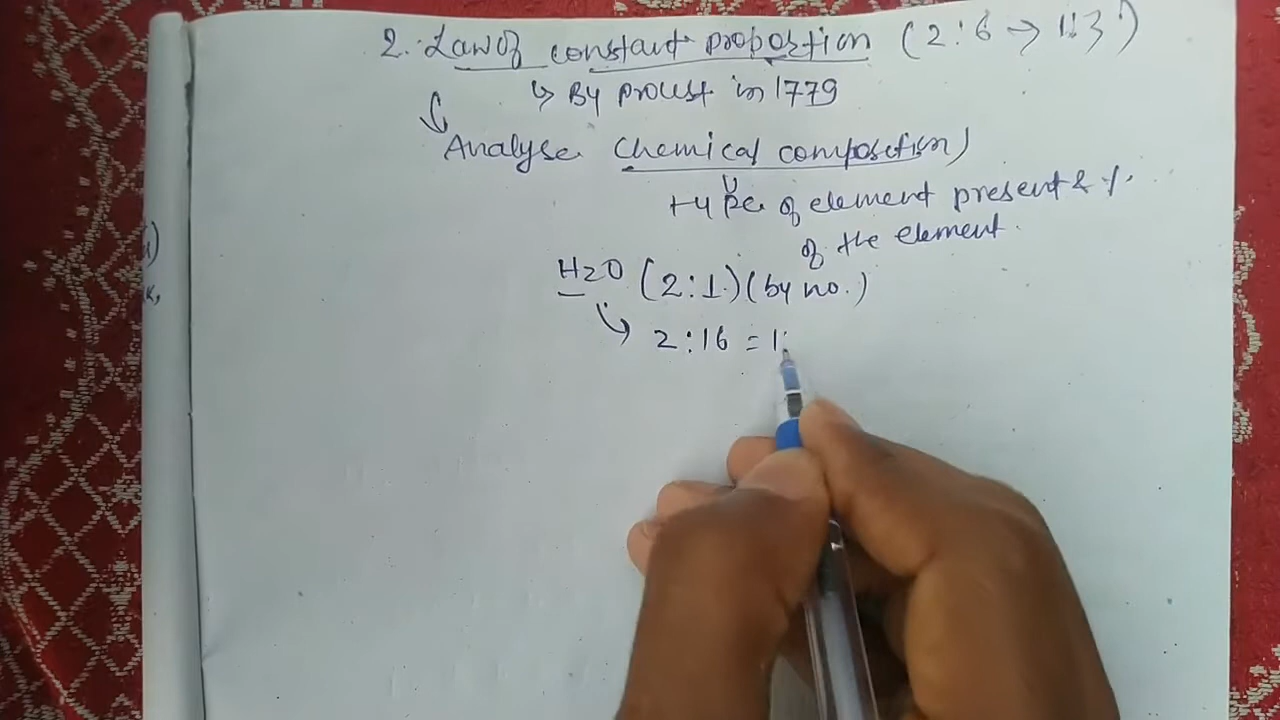 2. Law of constant proportion (2:6 → 1:3)
↳ By proust in 1779
Analyse chemical composition)
+ype of element present & %.
of the element.
H2O (2:1.) (by no.)
↳ 2:16 = 1: